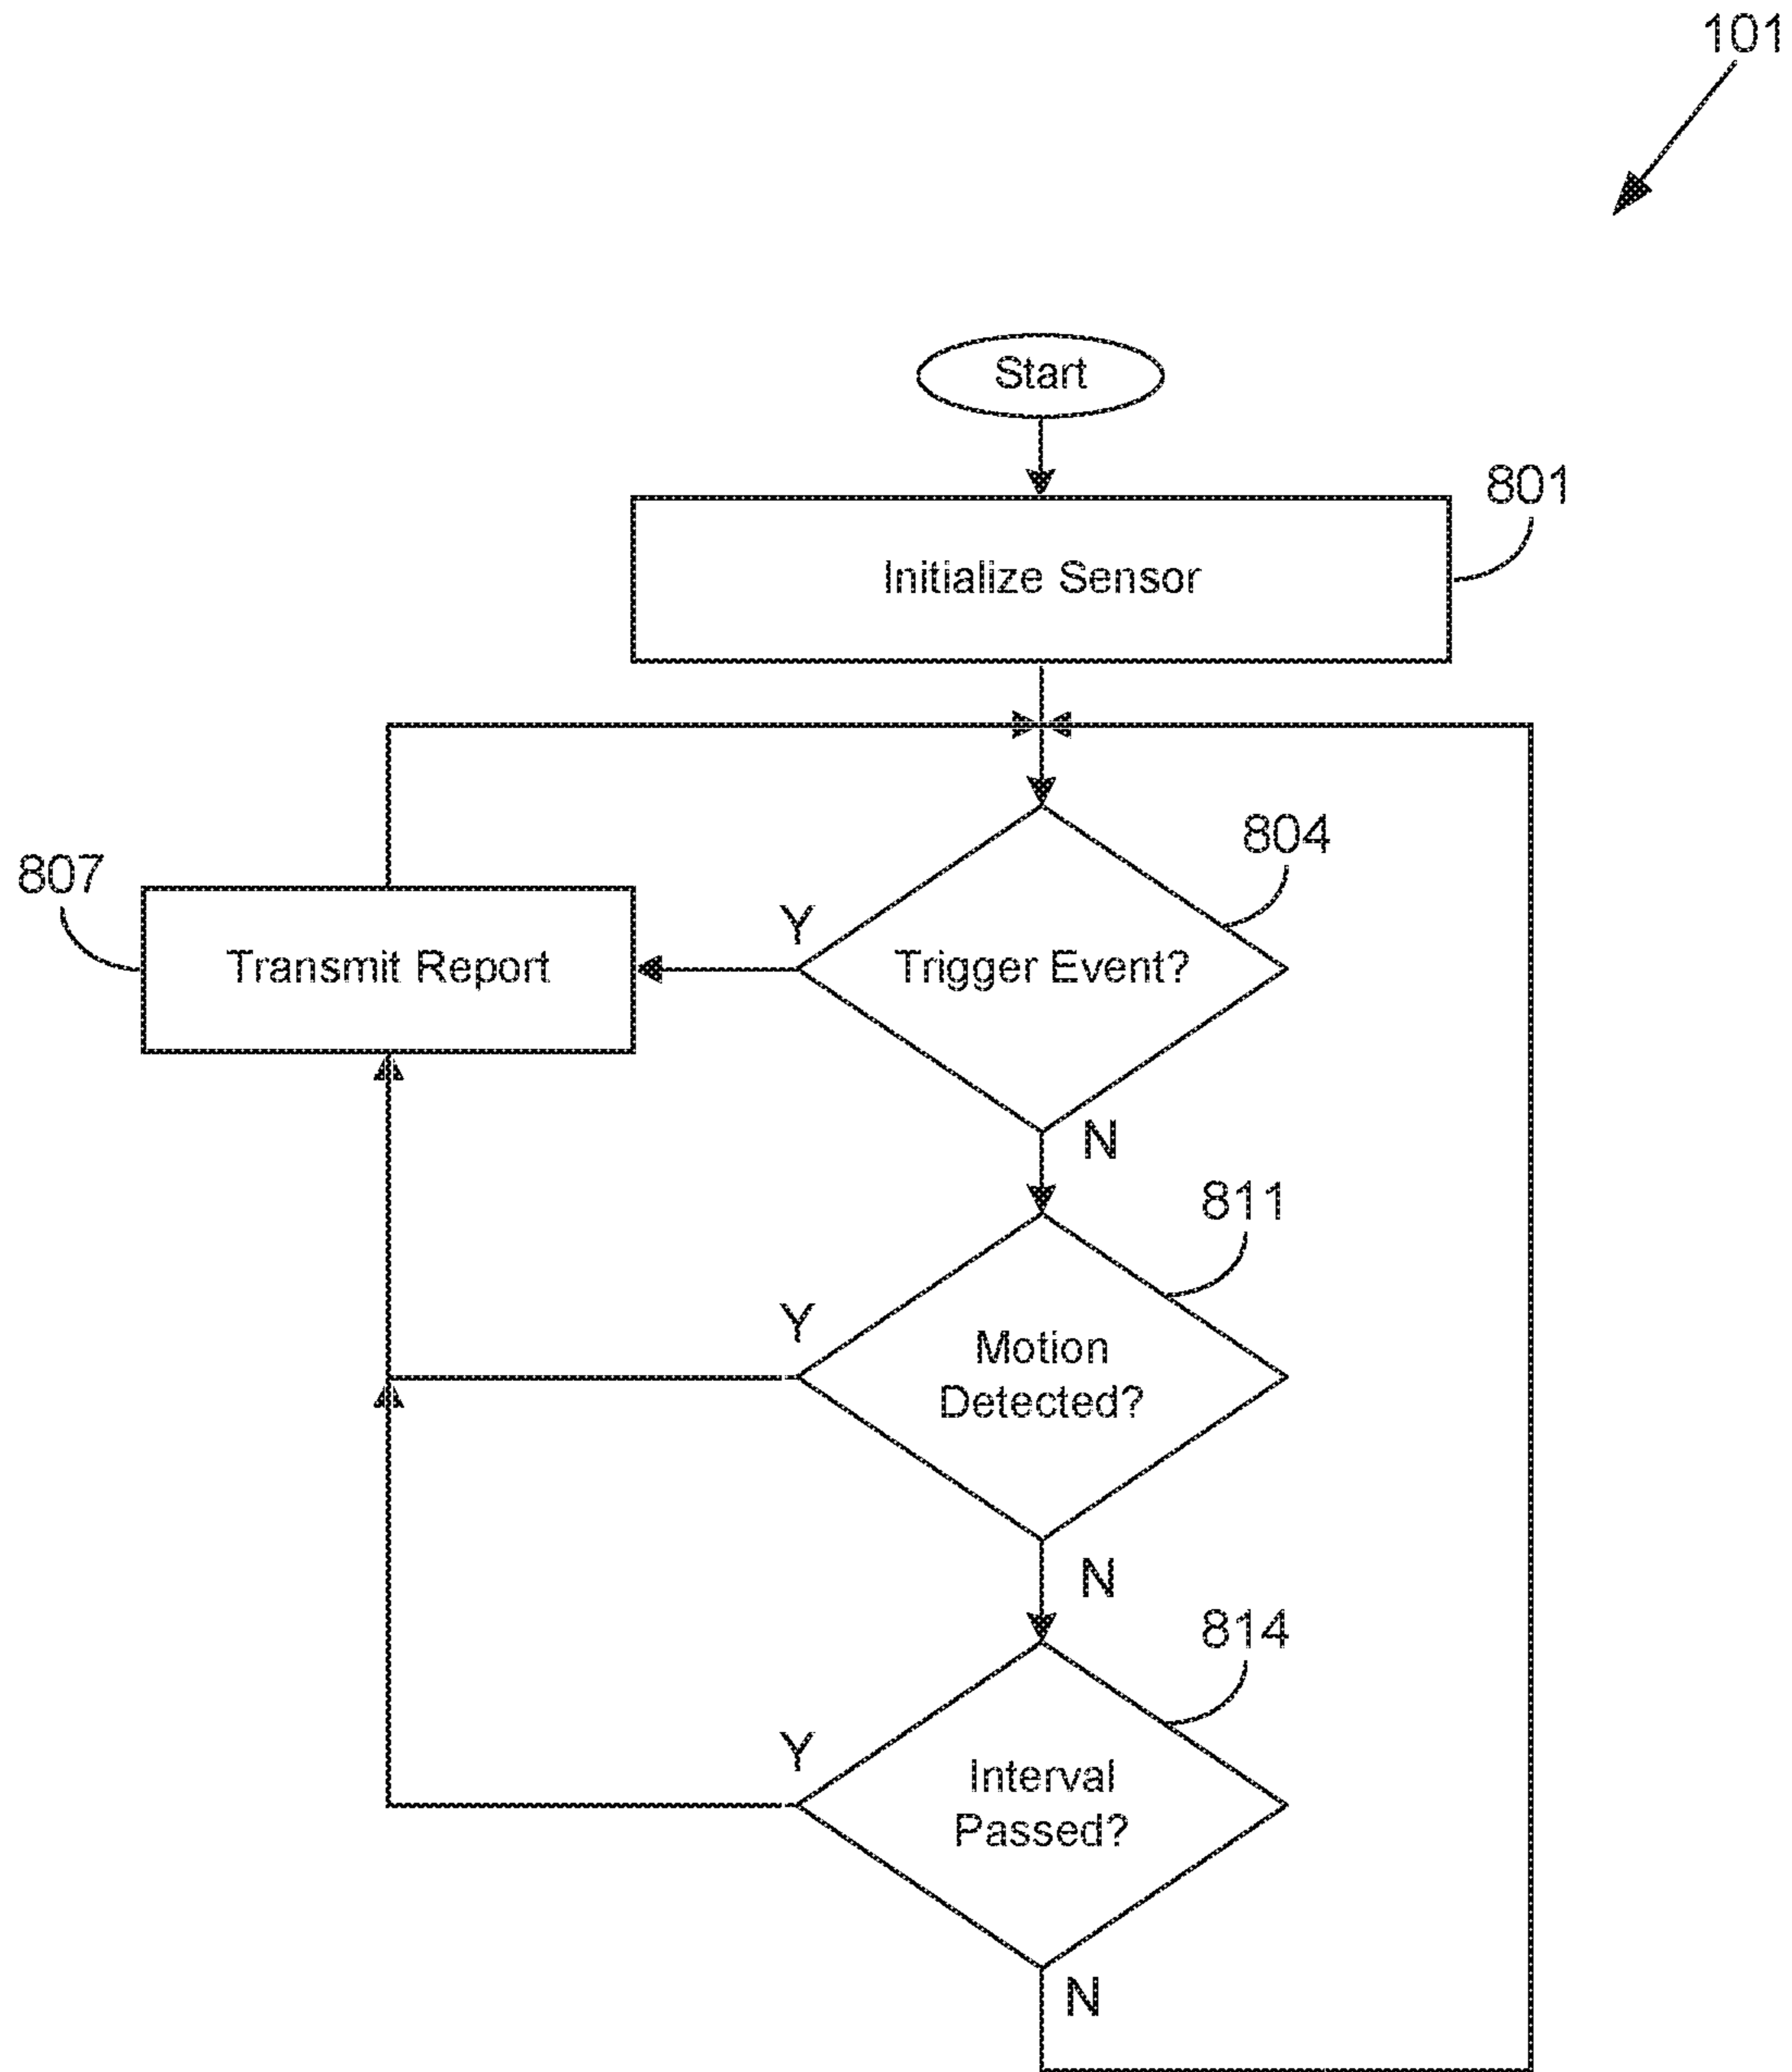 101
Start
801
Initialize Sensor
804
807
Y
Transmit Report
Trigger Event?
N
811
Y
Motion
Detected?
N
814
Y
Interval
Passed?
N